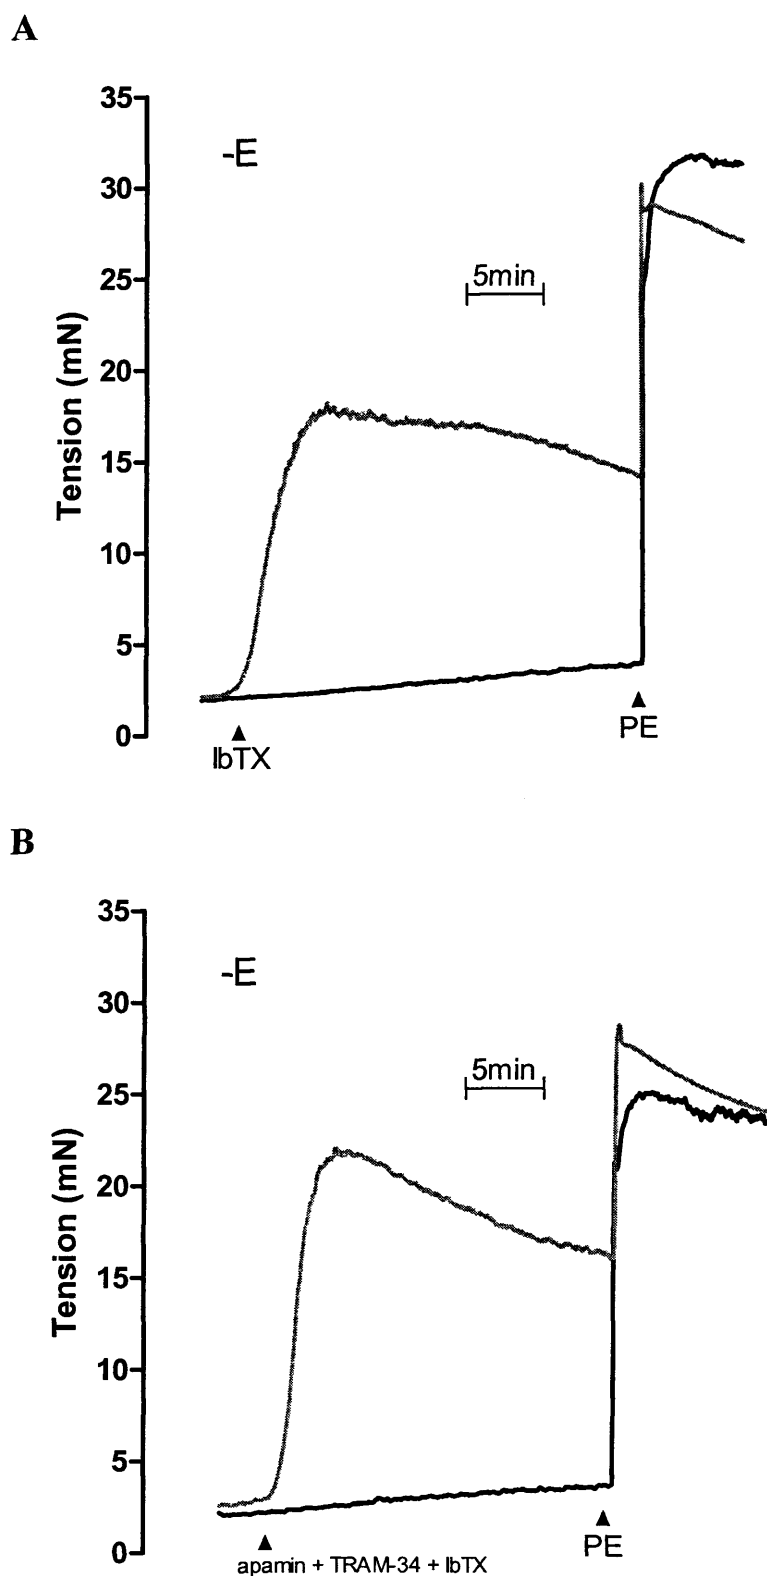 A
35
30
25
20
15
10
5
0
Tension (mN)
-E
5min
IbTX
PE
B
35
30
25
20
15
10
5
0
Tension (mN)
-E
5min
apamin + TRAM-34 + IbTX
PE